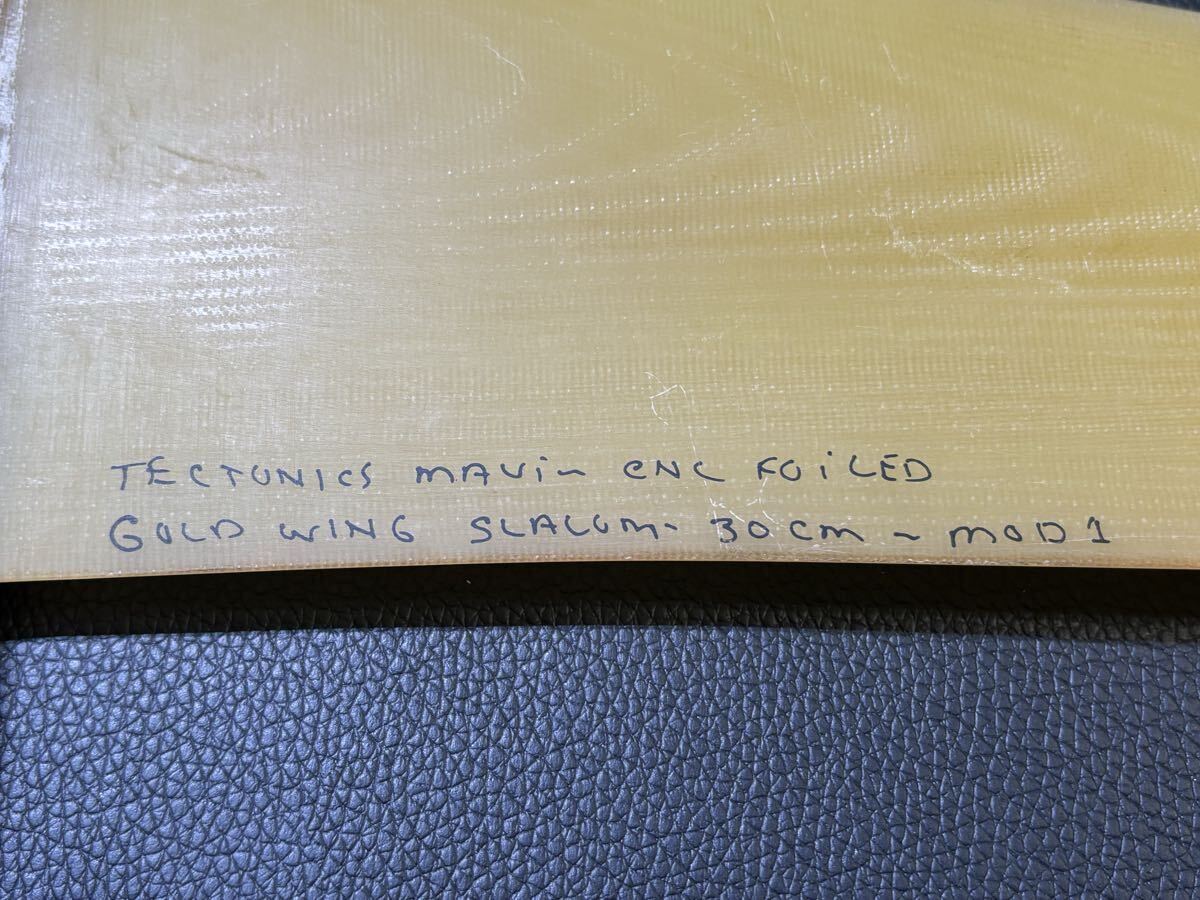 TECTONICS MAUi~ CNC FOiLED
GOLD WING SLALOM- 30 cm ~ MOD 1